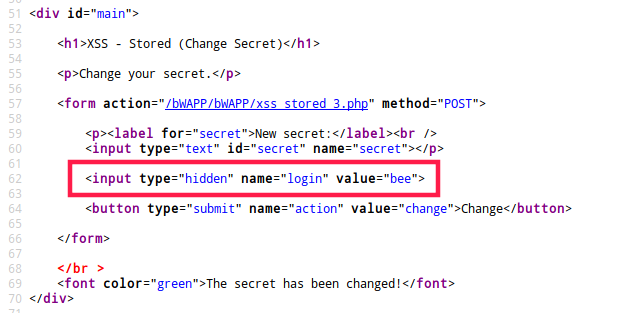 51 <div id="main">
52
53 <h1>XSS - Stored (Change Secret)</h1>
54
55 <p>Change your secret.</p>
56
57 <form action="/bWAPP/bWAPP/xss_stored_3.php" method="POST">
58
59 <p><label for="secret">New secret:</label><br />
60 <input type="text" id="secret" name="secret"></p>
61
62 <input type="hidden" name="login" value="bee">
63
64 <button type="submit" name="action" value="change">Change</button>
65
66 </form>
67
68 </br >
69 <font color="green">The secret has been changed!</font>
70 </div>